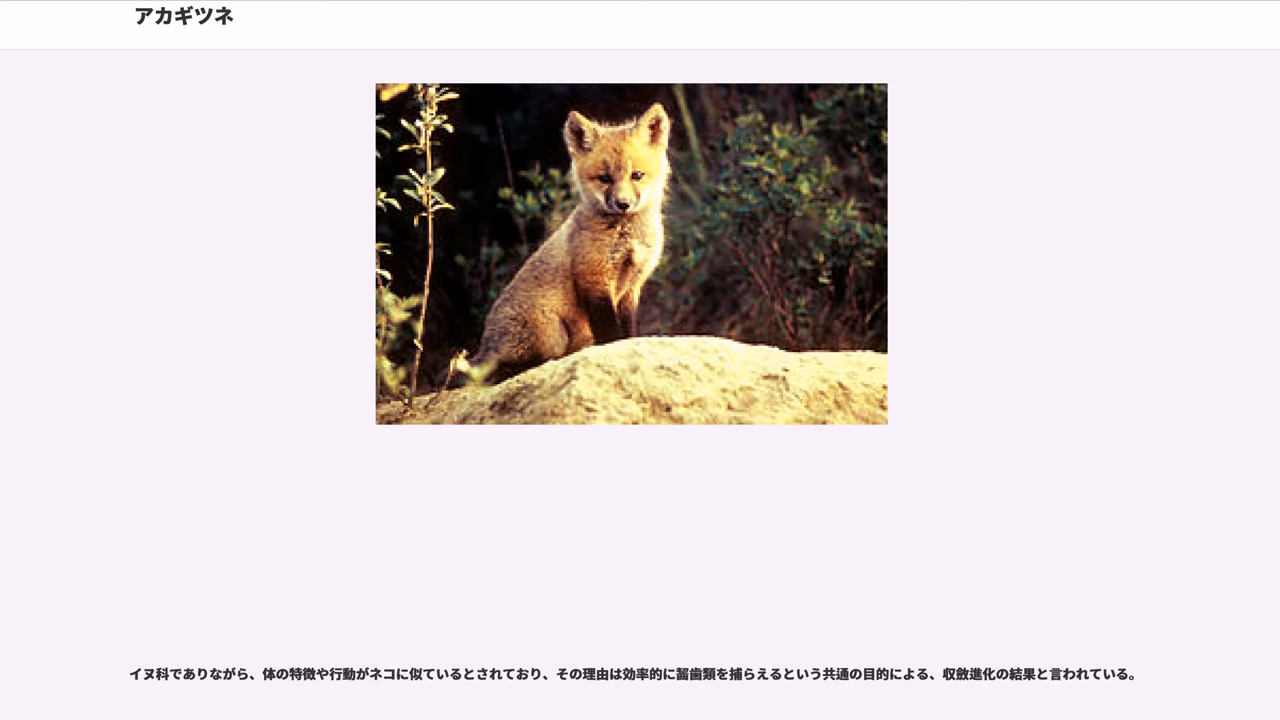 アカギツネ
イヌ科でありながら、体の特徴や行動がネコに似ているとされており、その理由は効率的に齧歯類を捕らえるという共通の目的による、収斂進化の結果と言われている。